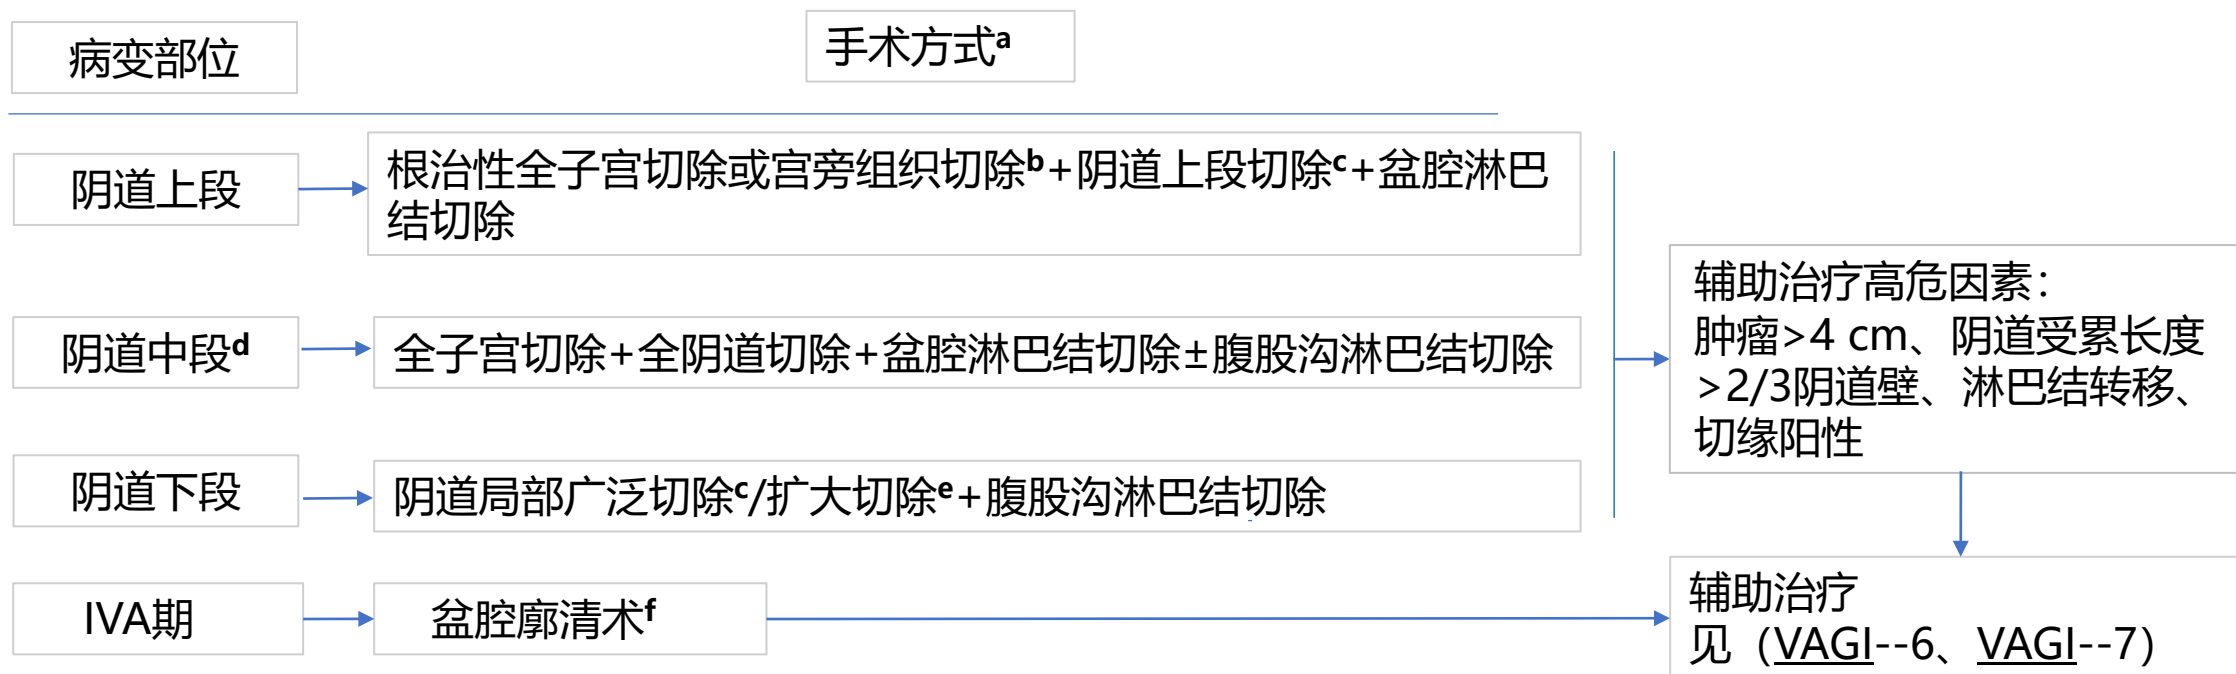 病变部位
手术方式a
阴道上段
根治性全子宫切除或宫旁组织切除b+阴道上段切除c+盆腔淋巴
结切除
阴道中段d
全子宫切除+全阴道切除+盆腔淋巴结切除±腹股沟淋巴结切除
阴道下段
阴道局部广泛切除c/扩大切除e+腹股沟淋巴结切除
辅助治疗高危因素：
肿瘤>4 cm、阴道受累长度
>2/3阴道壁、淋巴结转移、
切缘阳性
IVA期
盆腔廓清术f
辅助治疗
见（VAGI--6、VAGI--7）